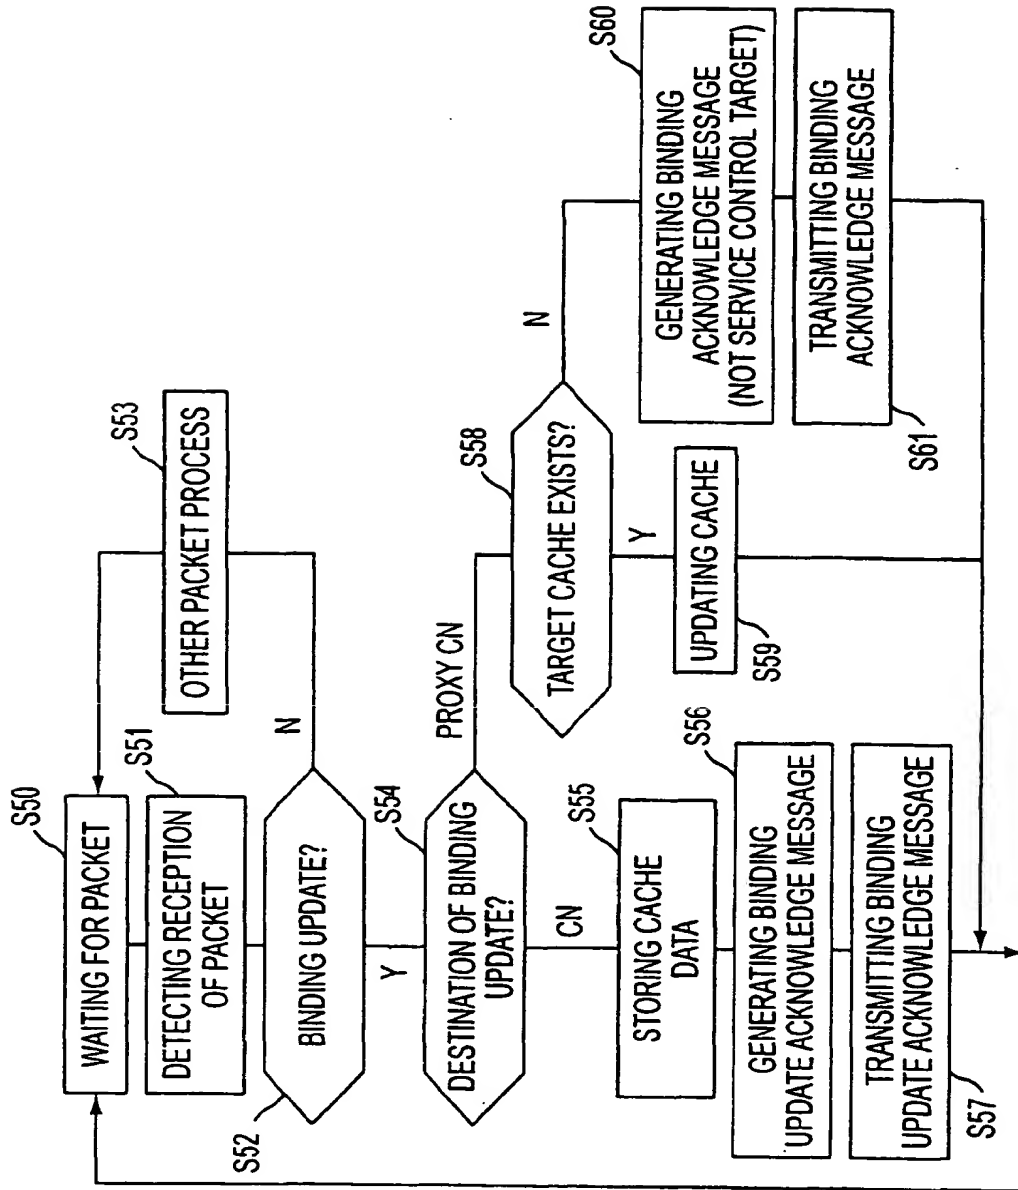 S50
WAITING FOR PACKET
S51
DETECTING RECEPTION
OF PACKET
S52
BINDING UPDATE?
N
S53
OTHER PACKET PROCESS
Y
S54
DESTINATION OF BINDING
UPDATE?
PROXY CN
CN
S55
STORING CACHE
DATA
S56
GENERATING BINDING
UPDATE ACKNOWLEDGE MESSAGE
TRANSMITTING BINDING
UPDATE ACKNOWLEDGE MESSAGE
S57
S58
TARGET CACHE EXISTS?
N
Y
UPDATING CACHE
S59
S60
GENERATING BINDING
ACKNOWLEDGE MESSAGE
(NOT SERVICE CONTROL TARGET)
TRANSMITTING BINDING
ACKNOWLEDGE MESSAGE
S61